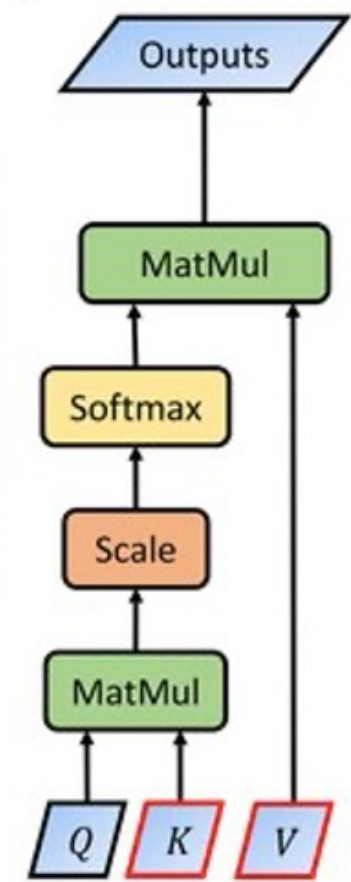 Outputs
MatMul
Softmax
Scale
MatMul
Q K V